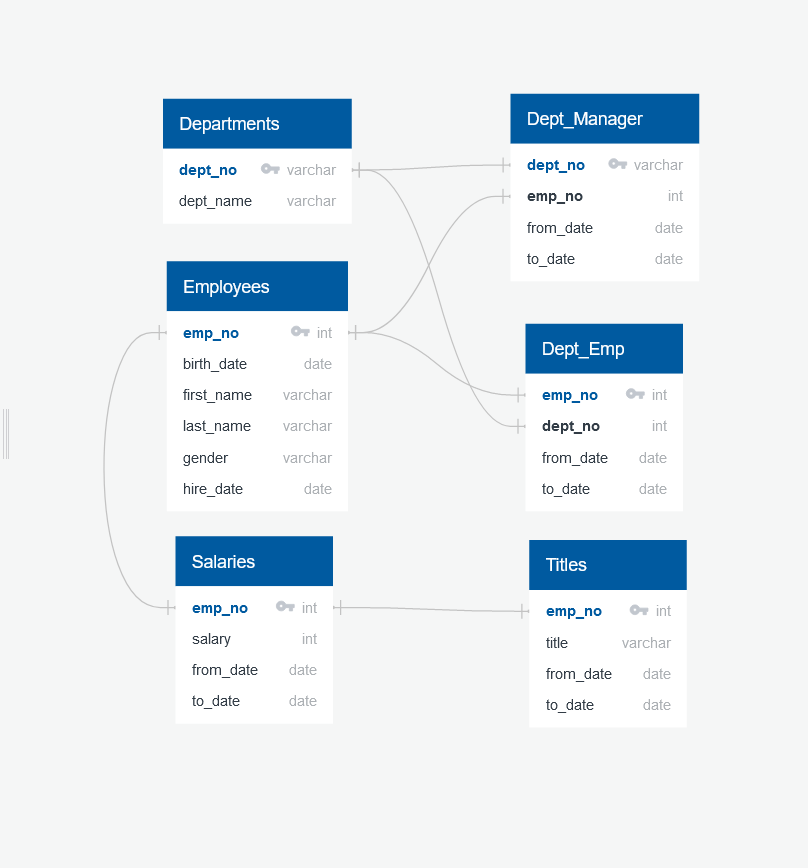 Departments
dept_no varchar
dept_name varchar
Dept_Manager
dept_no varchar
emp_no int
from_date date
to_date date
Employees
emp_no int
birth_date date
first_name varchar
last_name varchar
gender varchar
hire_date date
Dept_Emp
emp_no int
dept_no int
from_date date
to_date date
Salaries
emp_no int
salary int
from_date date
to_date date
Titles
emp_no int
title varchar
from_date date
to_date date